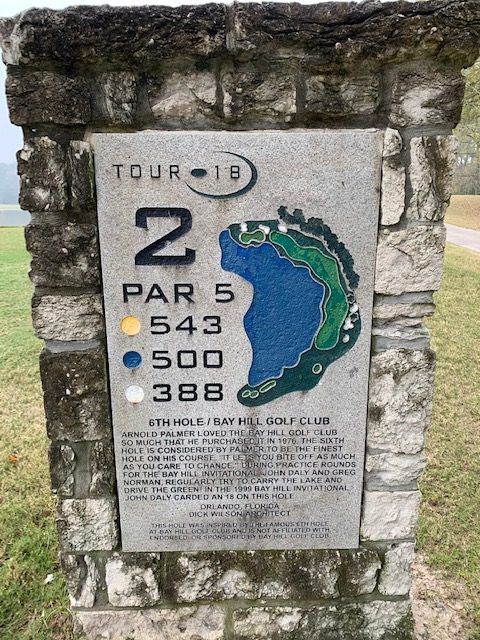 TOUR 18
2
PAR 5
543
500
388
6TH HOLE / BAY HILL GOLF CLUB
ARNOLD PALMER LOVED THE BAY HILL GOLF CLUB
SO MUCH THAT HE PURCHASED IT IN 1976. THE SIXTH
HOLE IS CONSIDERED BY PALMER TO BE THE FINEST
HOLE ON HIS COURSE. "IT LETS YOU BITE OFF AS MUCH
AS YOU CARE TO CHANCE." DURING PRACTICE ROUNDS
FOR THE BAY HILL INVITATIONAL, JOHN DALY AND GREG
NORMAN, REGULARLY TRY TO CARRY THE LAKE AND
DRIVE THE GREEN. IN THE 1999 BAY HILL INVITATIONAL,
JOHN DALY CARDED AN 18 ON THIS HOLE.
ORLANDO, FLORIDA
DICK WILSON ARCHITECT
THIS HOLE WAS INSPIRED BY THE FAMOUS 6TH HOLE
AT BAY HILL GOLF CLUB AND IS NOT AFFILIATED WITH,
ENDORSED, OR SPONSORED BY BAY HILL GOLF CLUB.